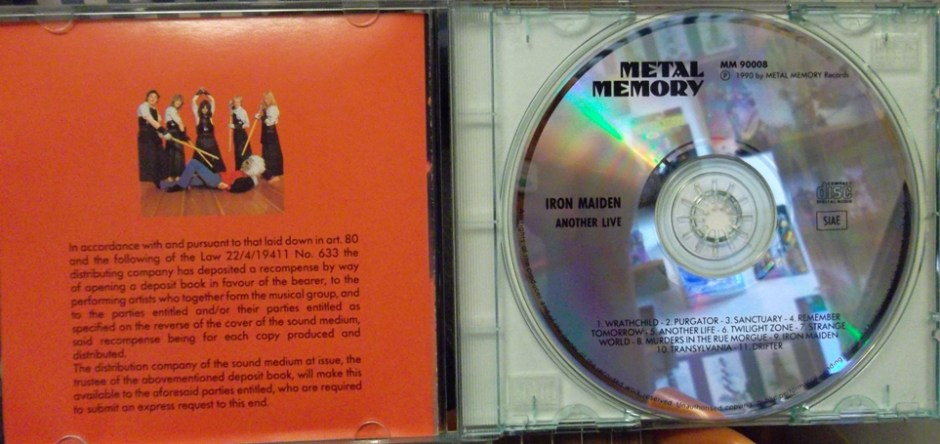 In accordance with and pursuant to that laid down in art. 80
and the following of the Law 22/4/19411 No. 633 the
distributing company has deposited a recompense by way
of opening a deposit book in favour of the bearer, to the
performing artists who together form the musical group, and
to the parties entitled and/or their parties entitled as
specified on the reverse of the cover of the sound medium,
said recompense being for each copy produced and
distributed.
The distribution company of the sound medium at issue, the
trustee of the abovementioned deposit book, will make this
available to the aforesaid parties entitled, who are required
to submit an express request to this end.
METAL
MEMORY
MM 90008
℗ 1990 by METAL MEMORY Records
IRON MAIDEN
ANOTHER LIVE
COMPACT
disc
DIGITAL AUDIO
SIAE
1. WRATHCHILD - 2. PURGATOR - 3. SANCTUARY - 4. REMEMBER
TOMORROW - 5. ANOTHER LIFE - 6. TWILIGHT ZONE - 7. STRANGE
WORLD - 8. MURDERS IN THE RUE MORGUE - 9. IRON MAIDEN
10. TRANSYLVANIA - 11. DRIFTER